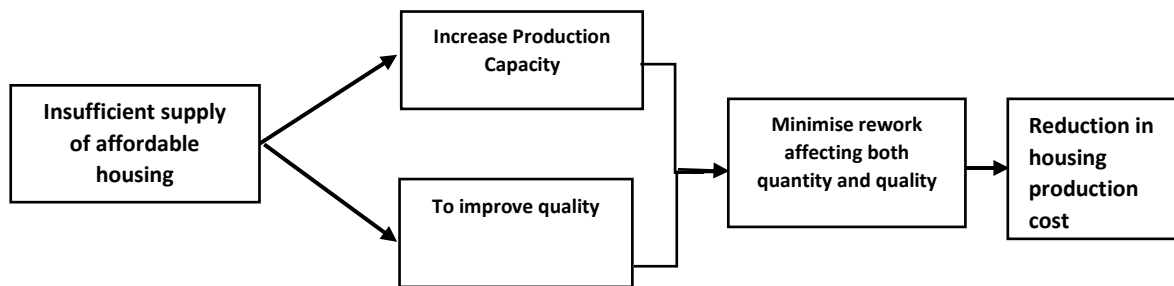 Insufficient supply
of affordable
housing
Increase Production
Capacity
To improve quality
Minimise rework
affecting both
quantity and quality
Reduction in
housing
production
cost